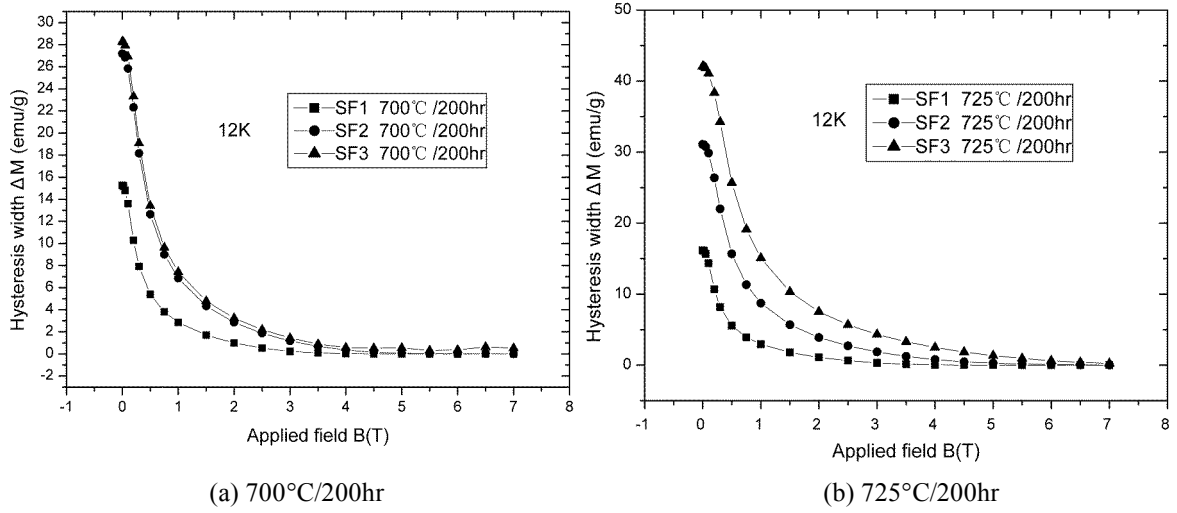 30
28
26
24
22
20
18
16
14
12
10
8
6
4
2
0
-2
Hysteresis width ΔM (emu/g)
SF1 700℃ /200hr
SF2 700℃ /200hr
SF3 700℃ /200hr
12K
-1 0 1 2 3 4 5 6 7 8
Applied field B(T)
(a) 700°C/200hr
50
40
30
20
10
0
Hysteresis width ΔM (emu/g)
SF1 725℃ /200hr
SF2 725℃ /200hr
SF3 725℃ /200hr
12K
-1 0 1 2 3 4 5 6 7 8
Applied field B(T)
(b) 725°C/200hr